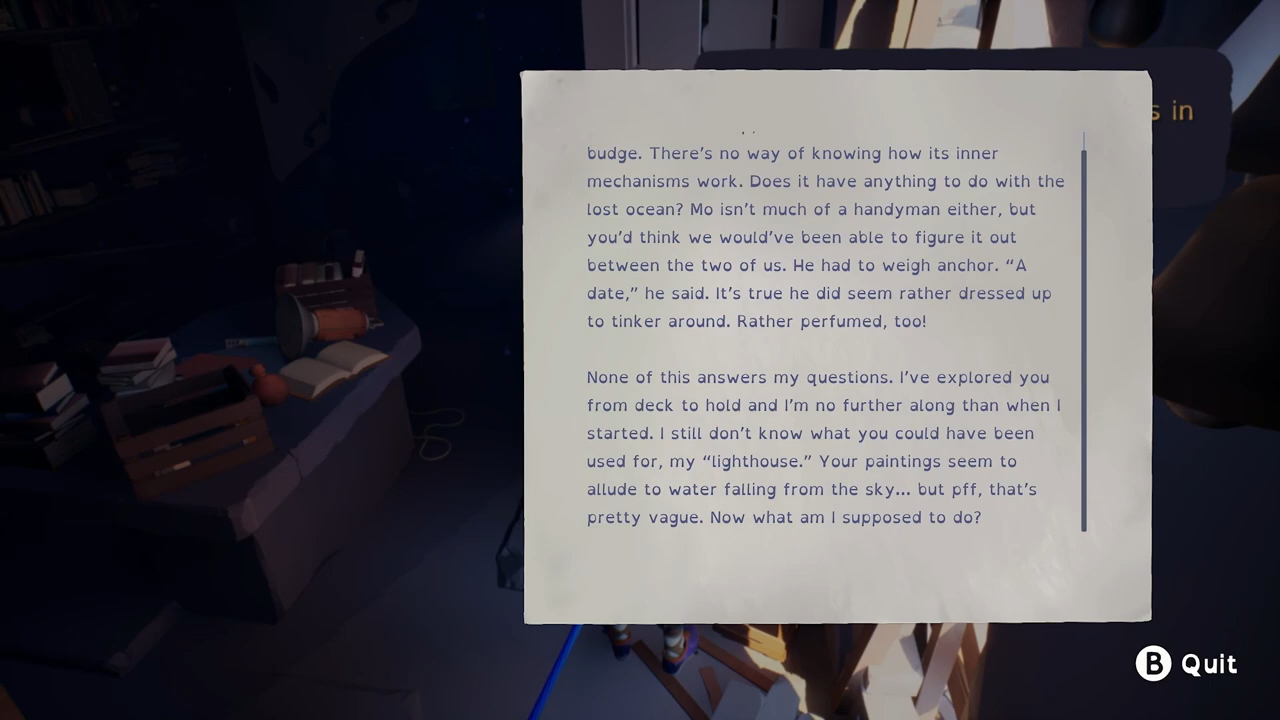 s in
budge. There's no way of knowing how its inner
mechanisms work. Does it have anything to do with the
lost ocean? Mo isn't much of a handyman either, but
you'd think we would've been able to figure it out
between the two of us. He had to weigh anchor. “A
date,” he said. It's true he did seem rather dressed up
to tinker around. Rather perfumed, too!
None of this answers my questions. I've explored you
from deck to hold and I'm no further along than when I
started. I still don't know what you could have been
used for, my “lighthouse.” Your paintings seem to
allude to water falling from the sky... but pff, that's
pretty vague. Now what am I supposed to do?
B Quit